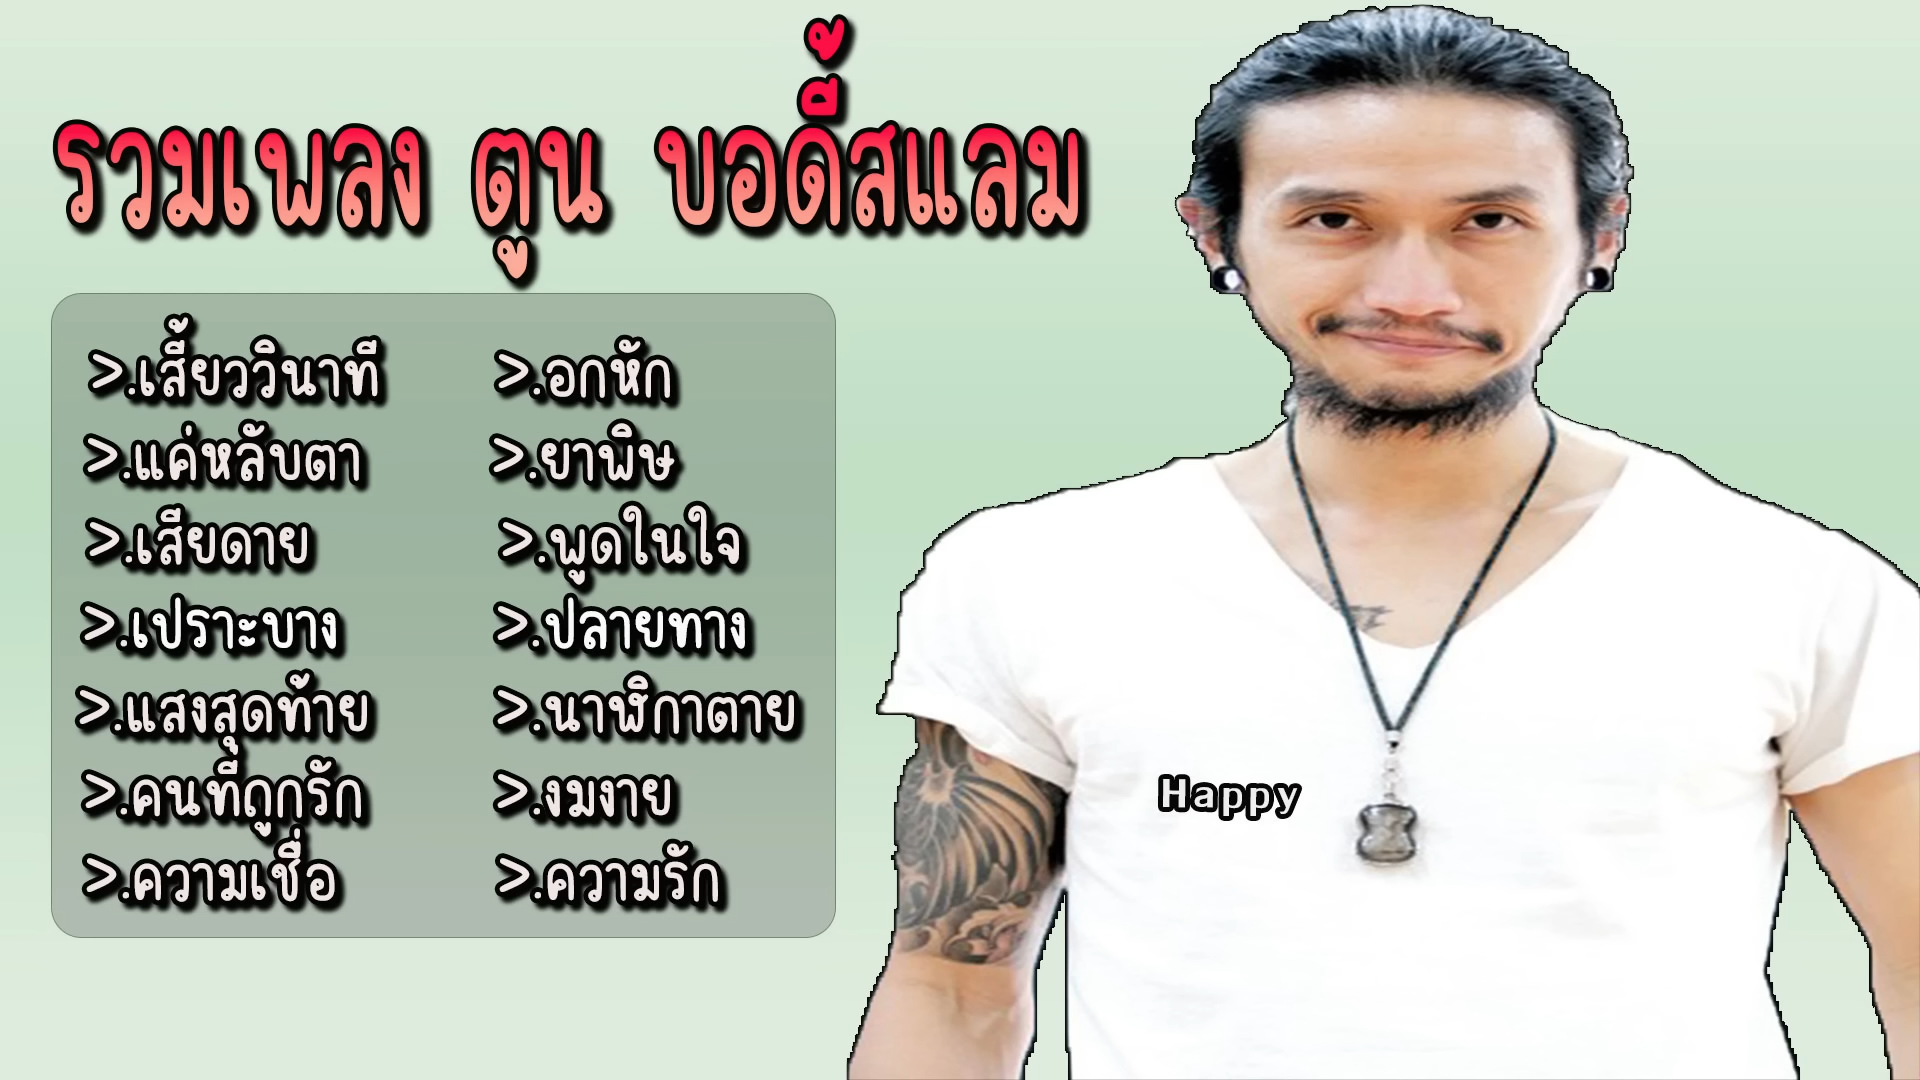 รวมเพลง ตูน บอดี้สแลม
>.เสี้ยววินาที
>.แค่หลับตา
>.เสียดาย
>.เปราะบาง
>.แสงสุดท้าย
>.คนที่ถูกรัก
>.ความเชื่อ
>.อกหัก
>.ยาพิษ
>.พูดในใจ
>.ปลายทาง
>.นาฬิกาตาย
>.งมงาย
>.ความรัก
Happy